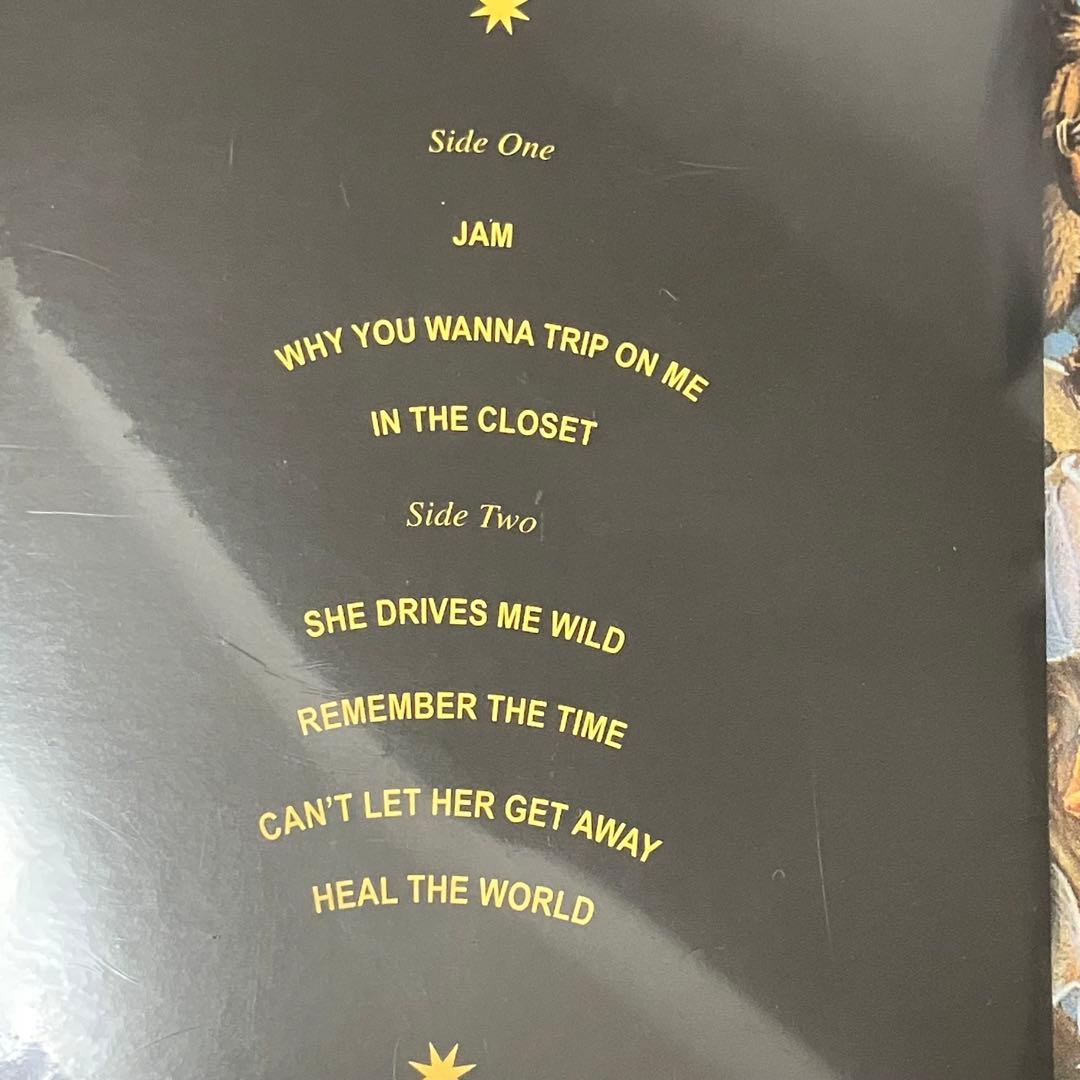 Side One
JAM
WHY YOU WANNA TRIP ON ME
IN THE CLOSET
Side Two
SHE DRIVES ME WILD
REMEMBER THE TIME
CAN'T LET HER GET AWAY
HEAL THE WORLD